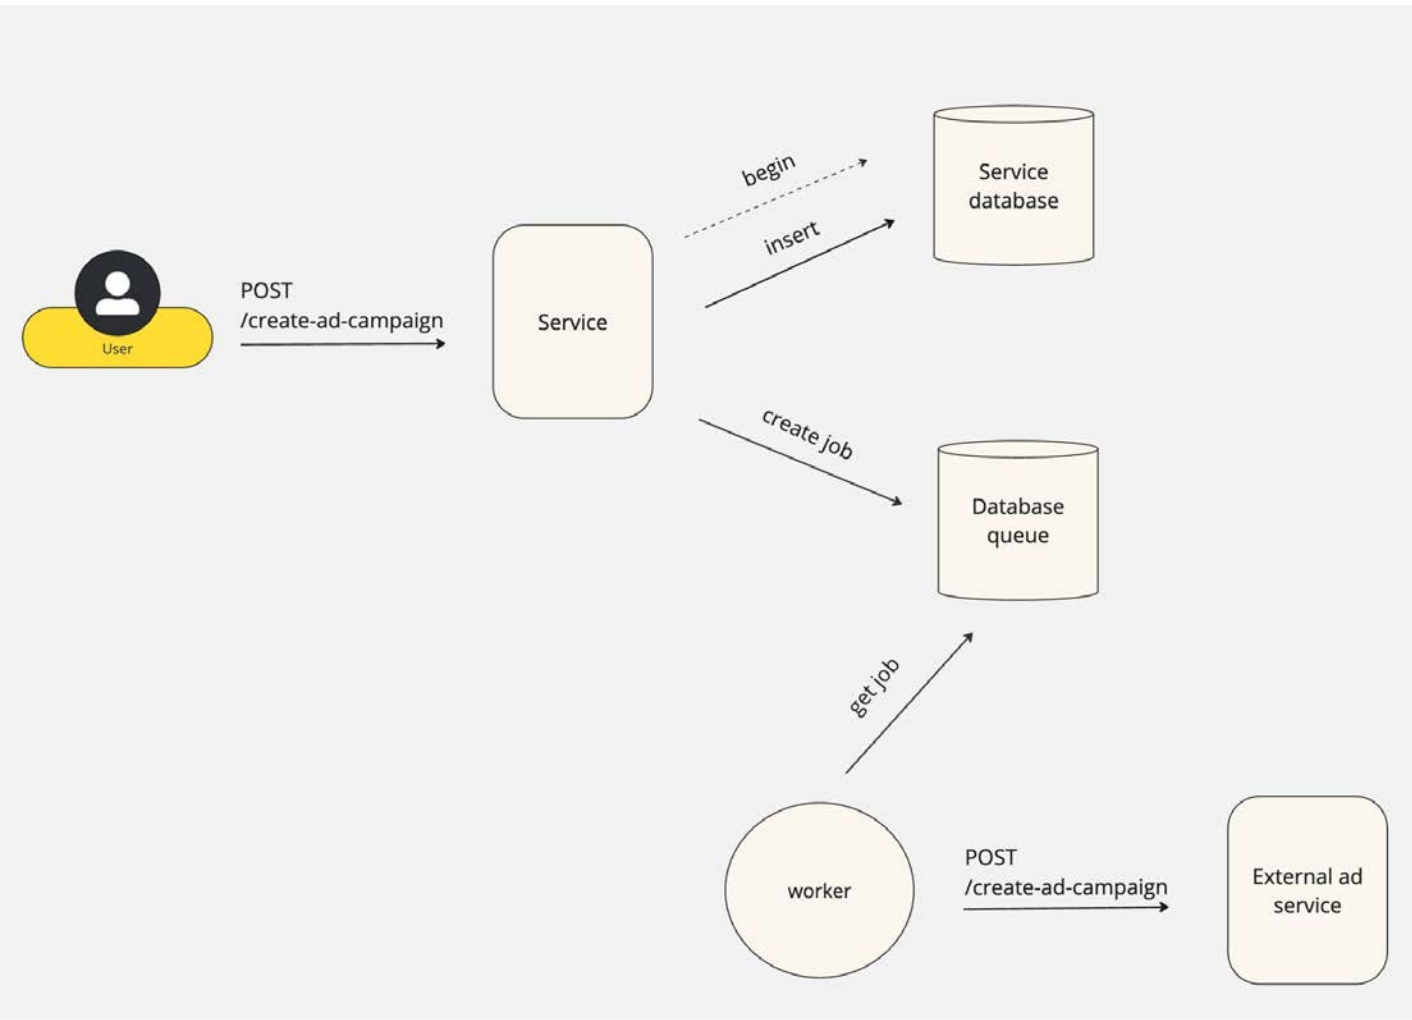 begin
Service
database
insert
POST
/create-ad-campaign
User
Service
create job
Database
queue
get job
worker
POST
/create-ad-campaign
External ad
service